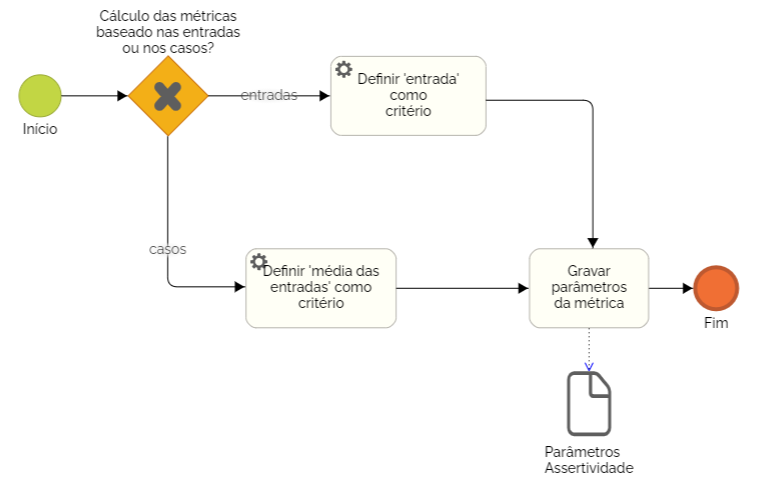 Cálculo das métricas
baseado nas entradas
ou nos casos?
Início
entradas
Definir 'entrada'
como
critério
casos
Definir 'média das
entradas' como
critério
Gravar
parâmetros
da métrica
Fim
Parâmetros
Assertividade